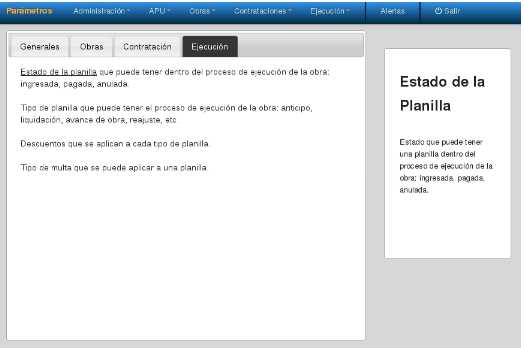 Parámetros Administración APU Obras Contrataciones Ejecución Alertas Salir
Generales Obras Contratación Ejecución
Estado de la planilla que puede tener dentro del proceso de ejecución de la obra:
ingresada, pagada, anulada.
Tipo de planilla que puede tener el proceso de ejecución de la obra: anticipo,
liquidación, avance de obra, reajuste, etc.
Descuentos que se aplican a cada tipo de planilla.
Tipo de multa que se puede aplicar a una planilla
Estado de la
Planilla
Estado que puede tener
una planilla dentro del
proceso de ejecución de la
obra: ingresada, pagada,
anulada.